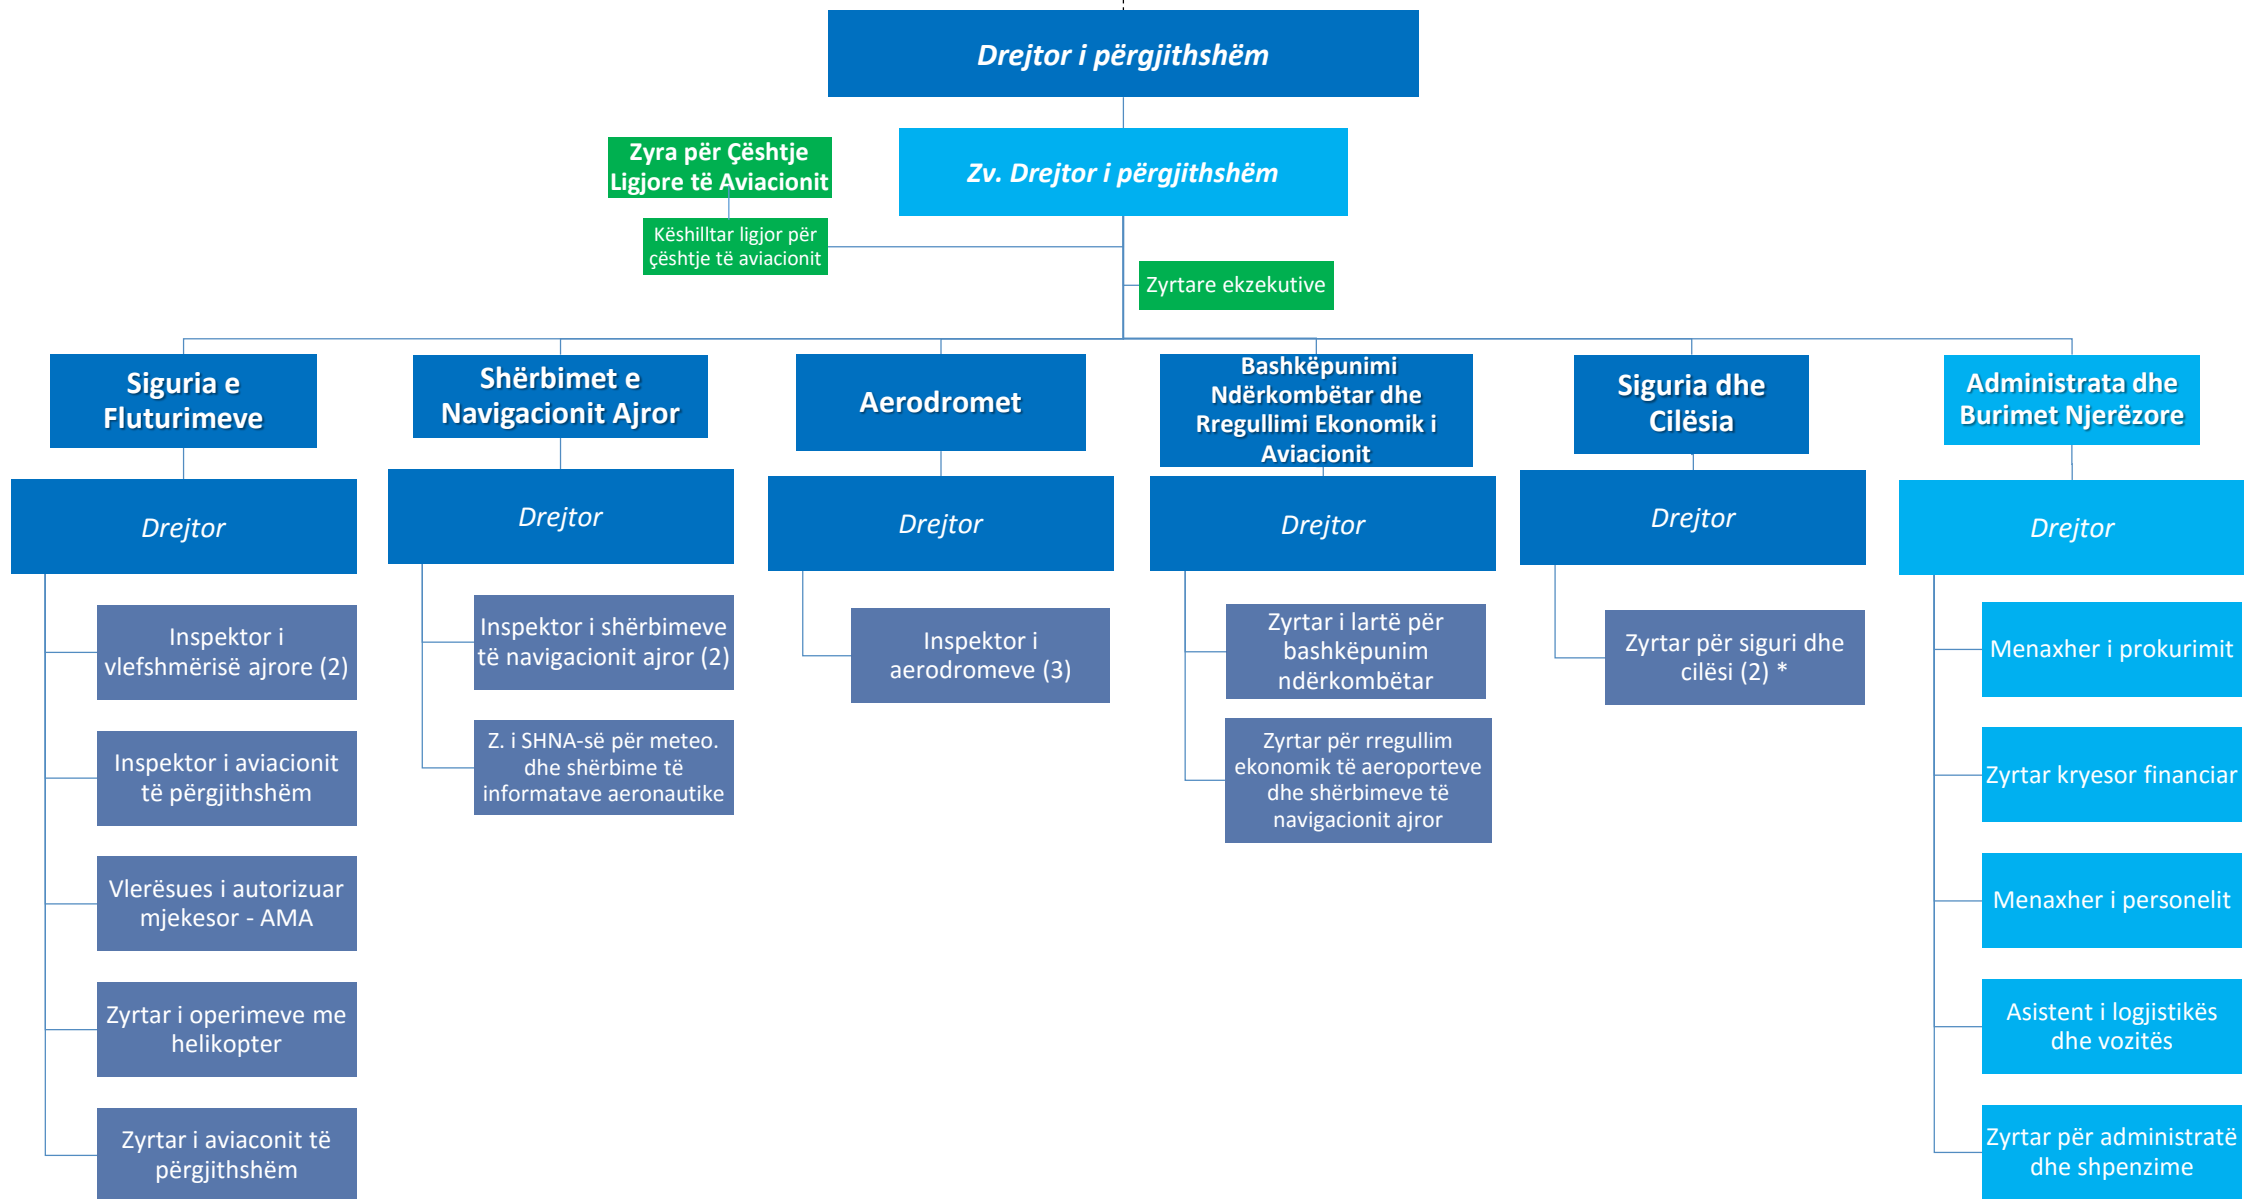 Drejtor i përgjithshëm
Zyra për Çështje
Ligjore të Aviacionit
Zv. Drejtor i përgjithshëm
Këshilltar ligjor për
çështje të aviacionit
Zyrtare ekzekutive
Siguria e
Fluturimeve
Drejtor
Inspektor i
vlefshmërisë ajrore (2)
Inspektor i aviacionit
të përgjithshëm
Vlerësues i autorizuar
mjekesor - AMA
Zyrtar i operimeve me
helikopter
Zyrtar i aviaconit të
përgjithshëm
Shërbimet e
Navigacionit Ajror
Drejtor
Inspektor i shërbimeve
të navigacionit ajror (2)
Z. i SHNA-së për meteo.
dhe shërbime të
informatave aeronautike
Aerodromet
Drejtor
Inspektor i
aerodromeve (3)
Bashkëpunimi
Ndërkombëtar dhe
Rregullimi Ekonomik i
Aviacionit
Drejtor
Zyrtar i lartë për
bashkëpunim
ndërkombëtar
Zyrtar për rregullim
ekonomik të aeroporteve
dhe shërbimeve të
navigacionit ajror
Siguria dhe
Cilësia
Drejtor
Zyrtar për siguri dhe
cilësi (2) *
Administrata dhe
Burimet Njerëzore
Drejtor
Menaxher i prokurimit
Zyrtar kryesor financiar
Menaxher i personelit
Asistent i logjistikës
dhe vozitës
Zyrtar për administratë
dhe shpenzime